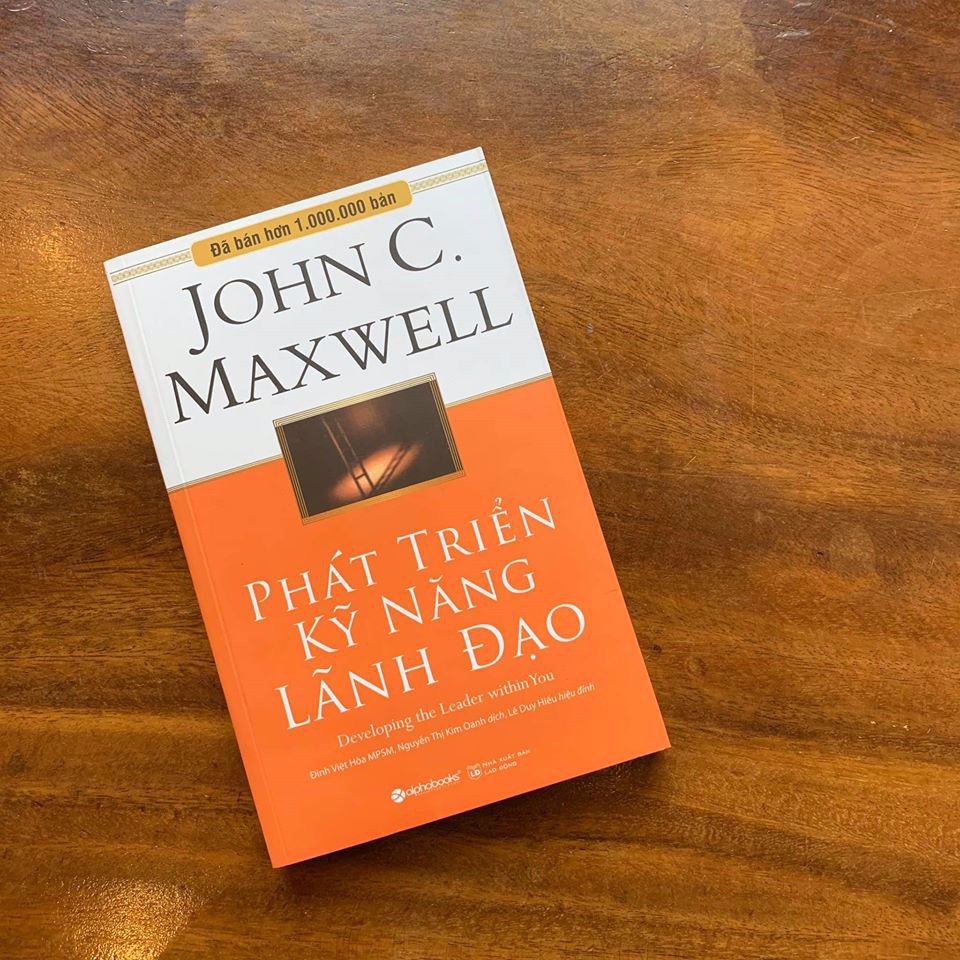 Đã bán hơn 1.000.000 bản
JOHN C.
MAXWELL
PHÁT TRIỂN
KỸ NĂNG
LÃNH ĐẠO
Developing the Leader within You
Đinh Việt Hòa MPSM, Nguyễn Thị Kim Oanh dịch, Lê Duy Hiếu hiệu đính
alphabooks®
LĐ NHÀ XUẤT BẢN
LAO ĐỘNG